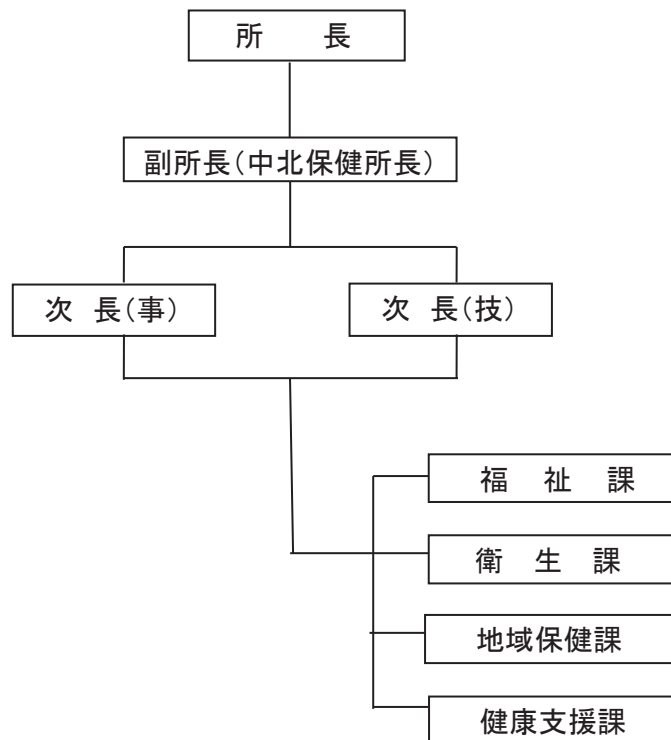 所　長
副所長(中北保健所長)
次 長(事)
次 長(技)
福　祉　課
衛　生　課
地域保健課
健康支援課